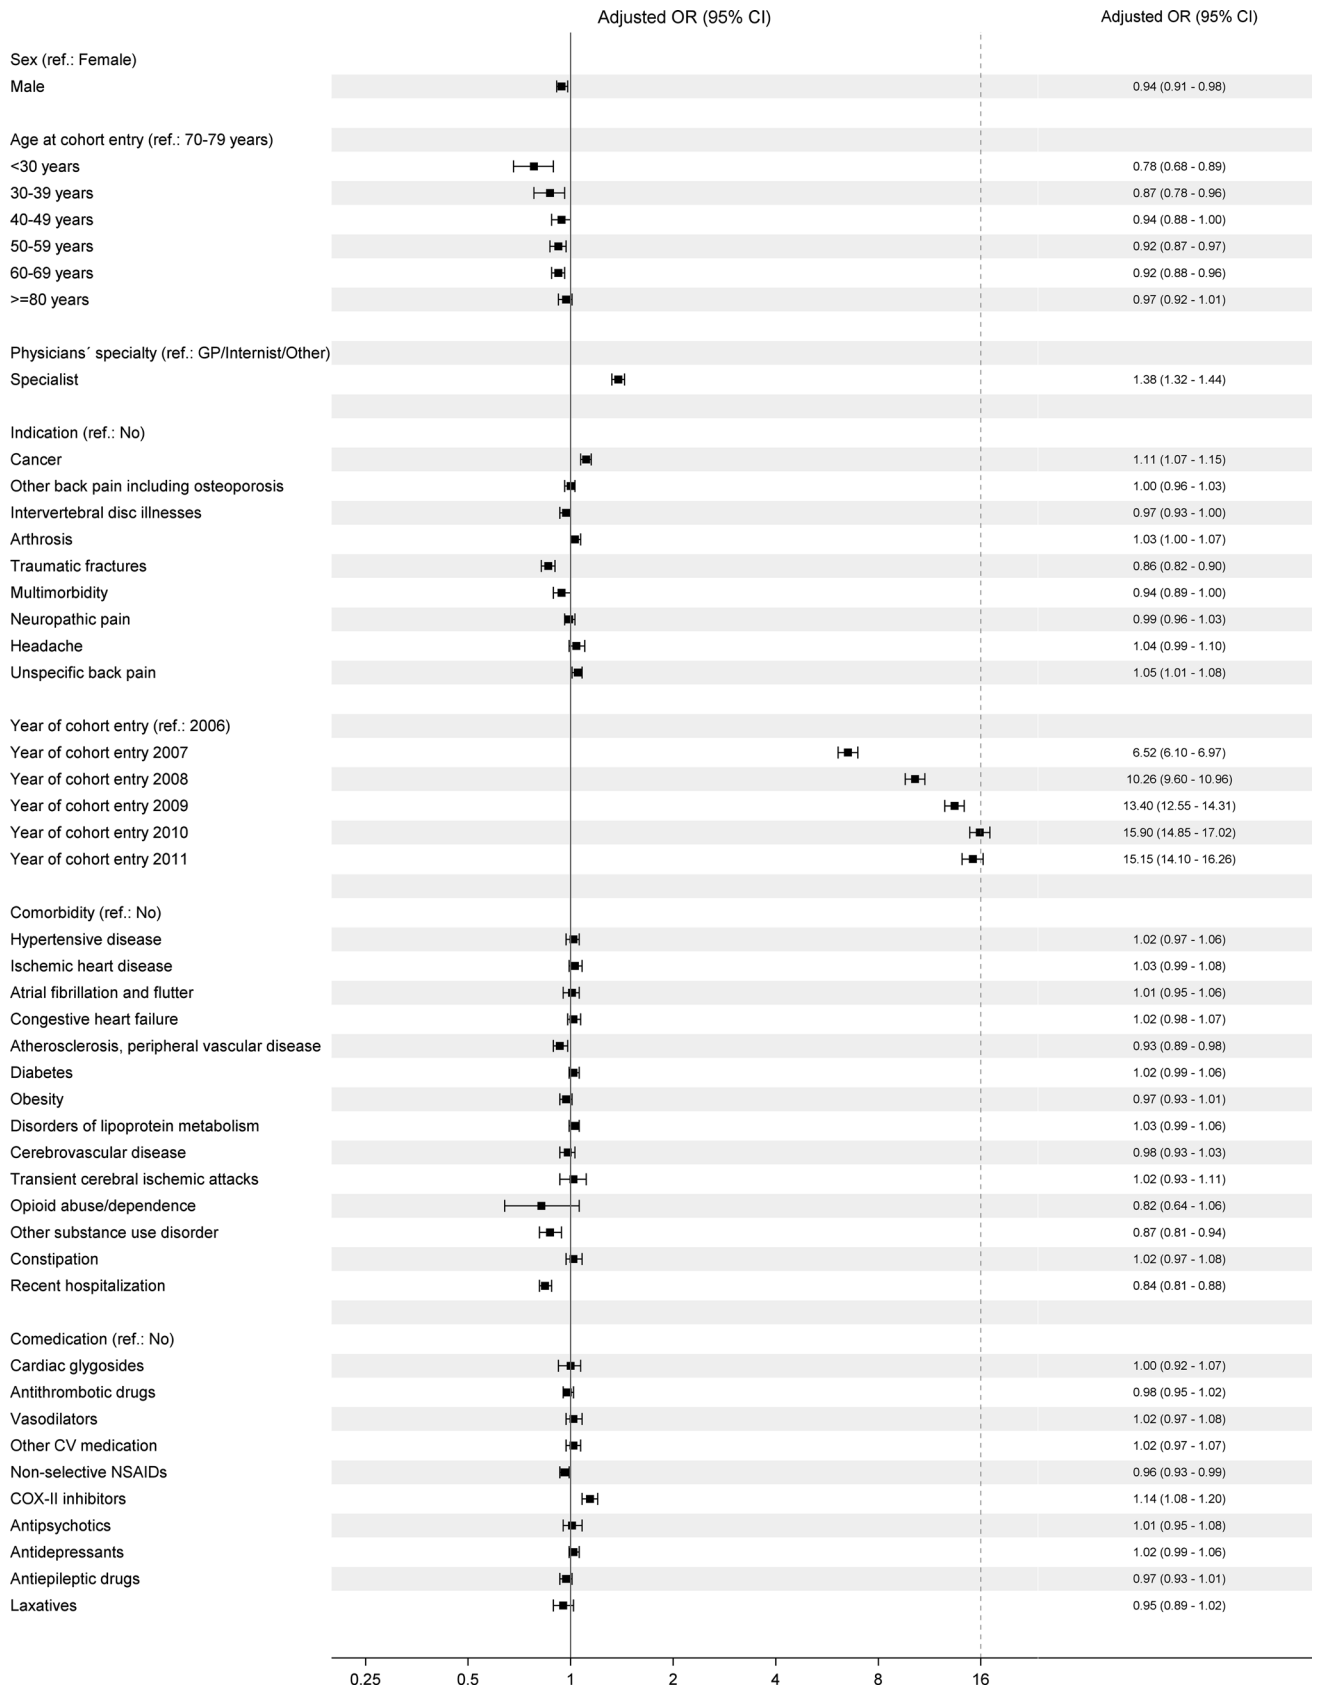 Adjusted OR (95% CI) Adjusted OR (95% CI)
Sex (ref.: Female)
Male 0.94 (0.91 - 0.98)
Age at cohort entry (ref.: 70-79 years)
<30 years 0.78 (0.68 - 0.89)
30-39 years 0.87 (0.78 - 0.96)
40-49 years 0.94 (0.88 - 1.00)
50-59 years 0.92 (0.87 - 0.97)
60-69 years 0.92 (0.88 - 0.96)
>=80 years 0.97 (0.92 - 1.01)
Physicians´ specialty (ref.: GP/Internist/Other)
Specialist 1.38 (1.32 - 1.44)
Indication (ref.: No)
Cancer 1.11 (1.07 - 1.15)
Other back pain including osteoporosis 1.00 (0.96 - 1.03)
Intervertebral disc illnesses 0.97 (0.93 - 1.00)
Arthrosis 1.03 (1.00 - 1.07)
Traumatic fractures 0.86 (0.82 - 0.90)
Multimorbidity 0.94 (0.89 - 1.00)
Neuropathic pain 0.99 (0.96 - 1.03)
Headache 1.04 (0.99 - 1.10)
Unspecific back pain 1.05 (1.01 - 1.08)
Year of cohort entry (ref.: 2006)
Year of cohort entry 2007 6.52 (6.10 - 6.97)
Year of cohort entry 2008 10.26 (9.60 - 10.96)
Year of cohort entry 2009 13.40 (12.55 - 14.31)
Year of cohort entry 2010 15.90 (14.85 - 17.02)
Year of cohort entry 2011 15.15 (14.10 - 16.26)
Comorbidity (ref.: No)
Hypertensive disease 1.02 (0.97 - 1.06)
Ischemic heart disease 1.03 (0.99 - 1.08)
Atrial fibrillation and flutter 1.01 (0.95 - 1.06)
Congestive heart failure 1.02 (0.98 - 1.07)
Atherosclerosis, peripheral vascular disease 0.93 (0.89 - 0.98)
Diabetes 1.02 (0.99 - 1.06)
Obesity 0.97 (0.93 - 1.01)
Disorders of lipoprotein metabolism 1.03 (0.99 - 1.06)
Cerebrovascular disease 0.98 (0.93 - 1.03)
Transient cerebral ischemic attacks 1.02 (0.93 - 1.11)
Opioid abuse/dependence 0.82 (0.64 - 1.06)
Other substance use disorder 0.87 (0.81 - 0.94)
Constipation 1.02 (0.97 - 1.08)
Recent hospitalization 0.84 (0.81 - 0.88)
Comedication (ref.: No)
Cardiac glygosides 1.00 (0.92 - 1.07)
Antithrombotic drugs 0.98 (0.95 - 1.02)
Vasodilators 1.02 (0.97 - 1.08)
Other CV medication 1.02 (0.97 - 1.07)
Non-selective NSAIDs 0.96 (0.93 - 0.99)
COX-II inhibitors 1.14 (1.08 - 1.20)
Antipsychotics 1.01 (0.95 - 1.08)
Antidepressants 1.02 (0.99 - 1.06)
Antiepileptic drugs 0.97 (0.93 - 1.01)
Laxatives 0.95 (0.89 - 1.02)
0.25 0.5 1 2 4 8 16